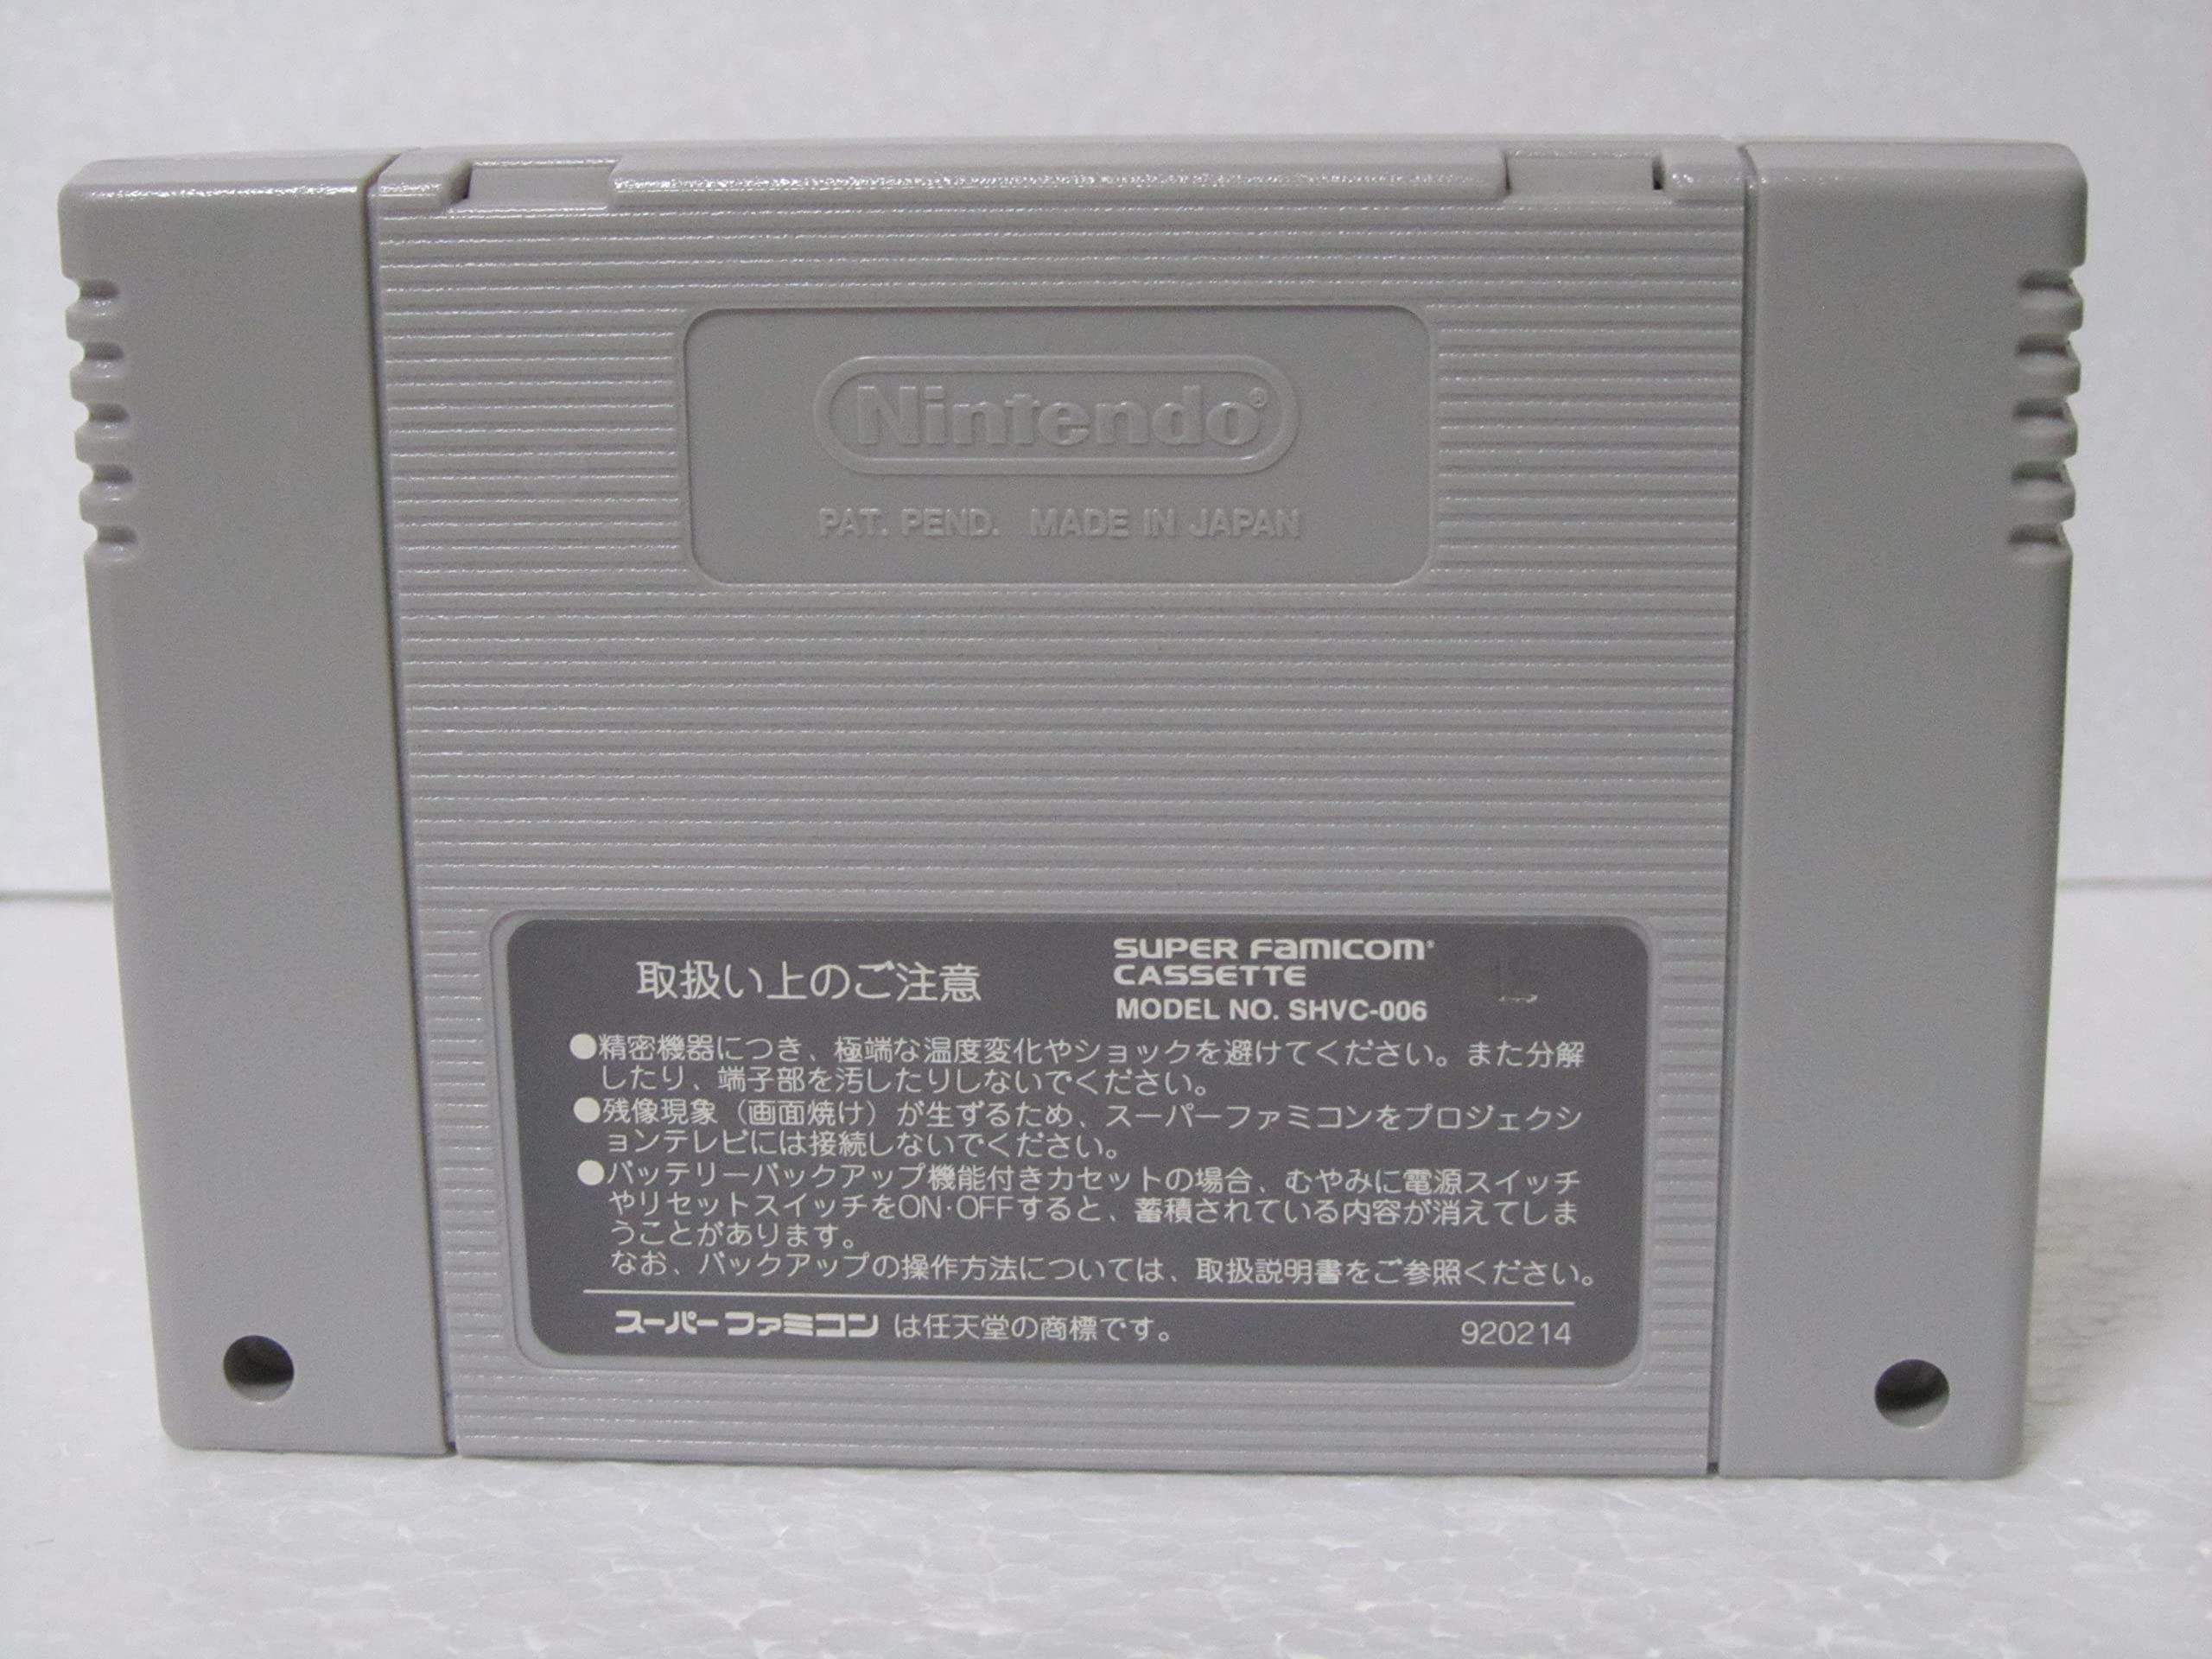 Nintendo®
PAT. PEND. MADE IN JAPAN
取扱い上のご注意
SUPER FAMICOM
CASSETTE
MODEL NO. SHVC-006
●精密機器につき、極端な温度変化やショックを避けてください。また分解
したり、端子部を汚したりしないでください。
●残像現象（画面焼け）が生ずるため、スーパーファミコンをプロジェクシ
ョンテレビには接続しないでください。
●バッテリーバックアップ機能付きカセットの場合、むやみに電源スイッチ
やリセットスイッチをON·OFFすると、蓄積されている内容が消えてしま
うことがあります。
なお、バックアップの操作方法については、取扱説明書をご参照ください。
スーパーファミコン は任天堂の商標です。
920214